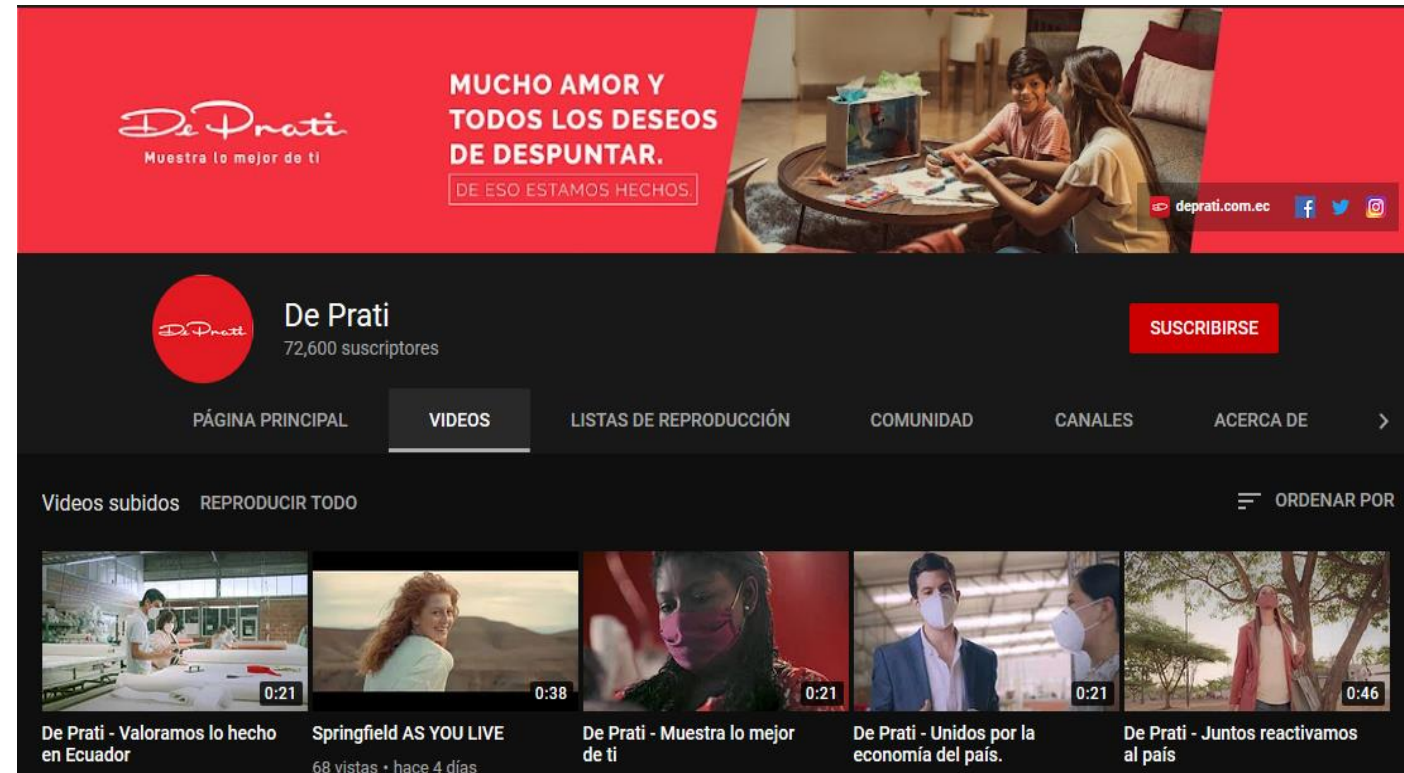 De Prati
Muestra lo mejor de ti
MUCHO AMOR Y
TODOS LOS DESEOS
DE DESPUNTAR.
DE ESO ESTAMOS HECHOS.
deprati.com.ec
De Prati
De Prati
72,600 suscriptores
SUSCRIBIRSE
PÁGINA PRINCIPAL VIDEOS LISTAS DE REPRODUCCIÓN COMUNIDAD CANALES ACERCA DE
Videos subidos REPRODUCIR TODO ORDENAR POR
0:21 0:38 0:21 0:21 0:46
De Prati - Valoramos lo hecho
en Ecuador
Springfield AS YOU LIVE
68 vistas • hace 4 días
De Prati - Muestra lo mejor
de ti
De Prati - Unidos por la
economía del país.
De Prati - Juntos reactivamos
al país